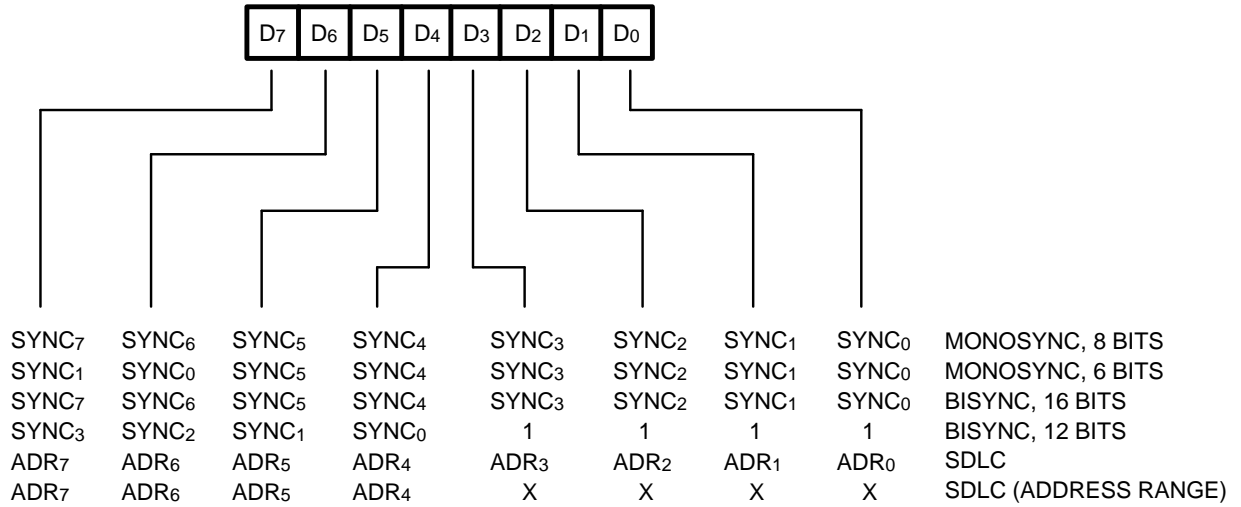 D7 D6 D5 D4 D3 D2 D1 D0
SYNC7 SYNC6 SYNC5 SYNC4 SYNC3 SYNC2 SYNC1 SYNC0 MONOSYNC, 8 BITS
SYNC1 SYNC0 SYNC5 SYNC4 SYNC3 SYNC2 SYNC1 SYNC0 MONOSYNC, 6 BITS
SYNC7 SYNC6 SYNC5 SYNC4 SYNC3 SYNC2 SYNC1 SYNC0 BISYNC, 16 BITS
SYNC3 SYNC2 SYNC1 SYNC0 1 1 1 1 BISYNC, 12 BITS
ADR7 ADR6 ADR5 ADR4 ADR3 ADR2 ADR1 ADR0 SDLC
ADR7 ADR6 ADR5 ADR4 X X X X SDLC (ADDRESS RANGE)